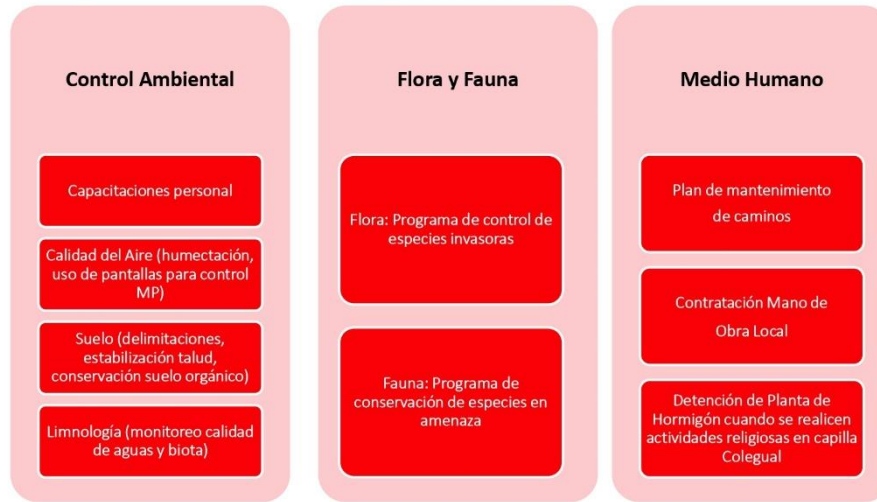 Control Ambiental
Capacitaciones personal
Calidad del Aire (humectación,
uso de pantallas para control
MP)
Suelo (delimitaciones,
estabilización talud,
conservación suelo orgánico)
Limnología (monitoreo calidad
de aguas y biota)
Flora y Fauna
Flora: Programa de control de
especies invasoras
Fauna: Programa de
conservación de especies en
amenaza
Medio Humano
Plan de mantenimiento
de caminos
Contratación Mano de
Obra Local
Detención de Planta de
Hormigón cuando se realicen
actividades religiosas en capilla
Colegual